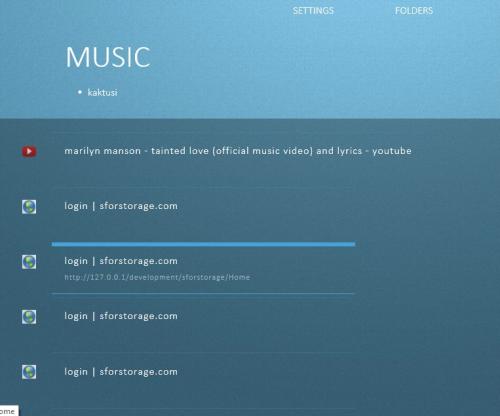 SETTINGS FOLDERS
MUSIC
• kaktusi
marilyn manson - tainted love (official music video) and lyrics - youtube
login | sforstorage.com
login | sforstorage.com
http://127.0.0.1/development/sforstorage/Home
login | sforstorage.com
login | sforstorage.com
ome